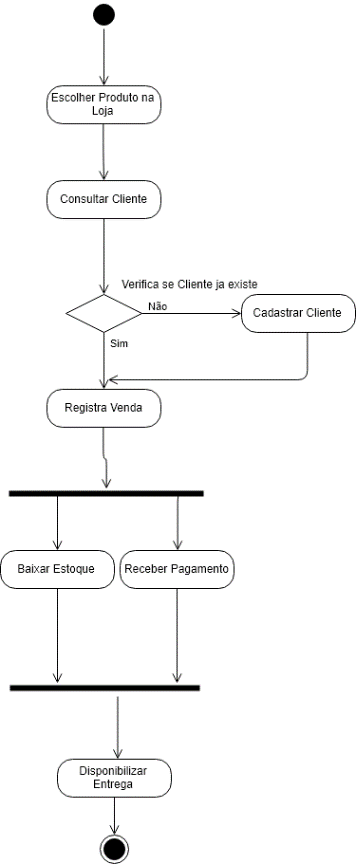 Escolher Produto na
Loja
Consultar Cliente
Verifica se Cliente ja existe
Não
Cadastrar Cliente
Sim
Registra Venda
Baixar Estoque
Receber Pagamento
Disponibilizar
Entrega